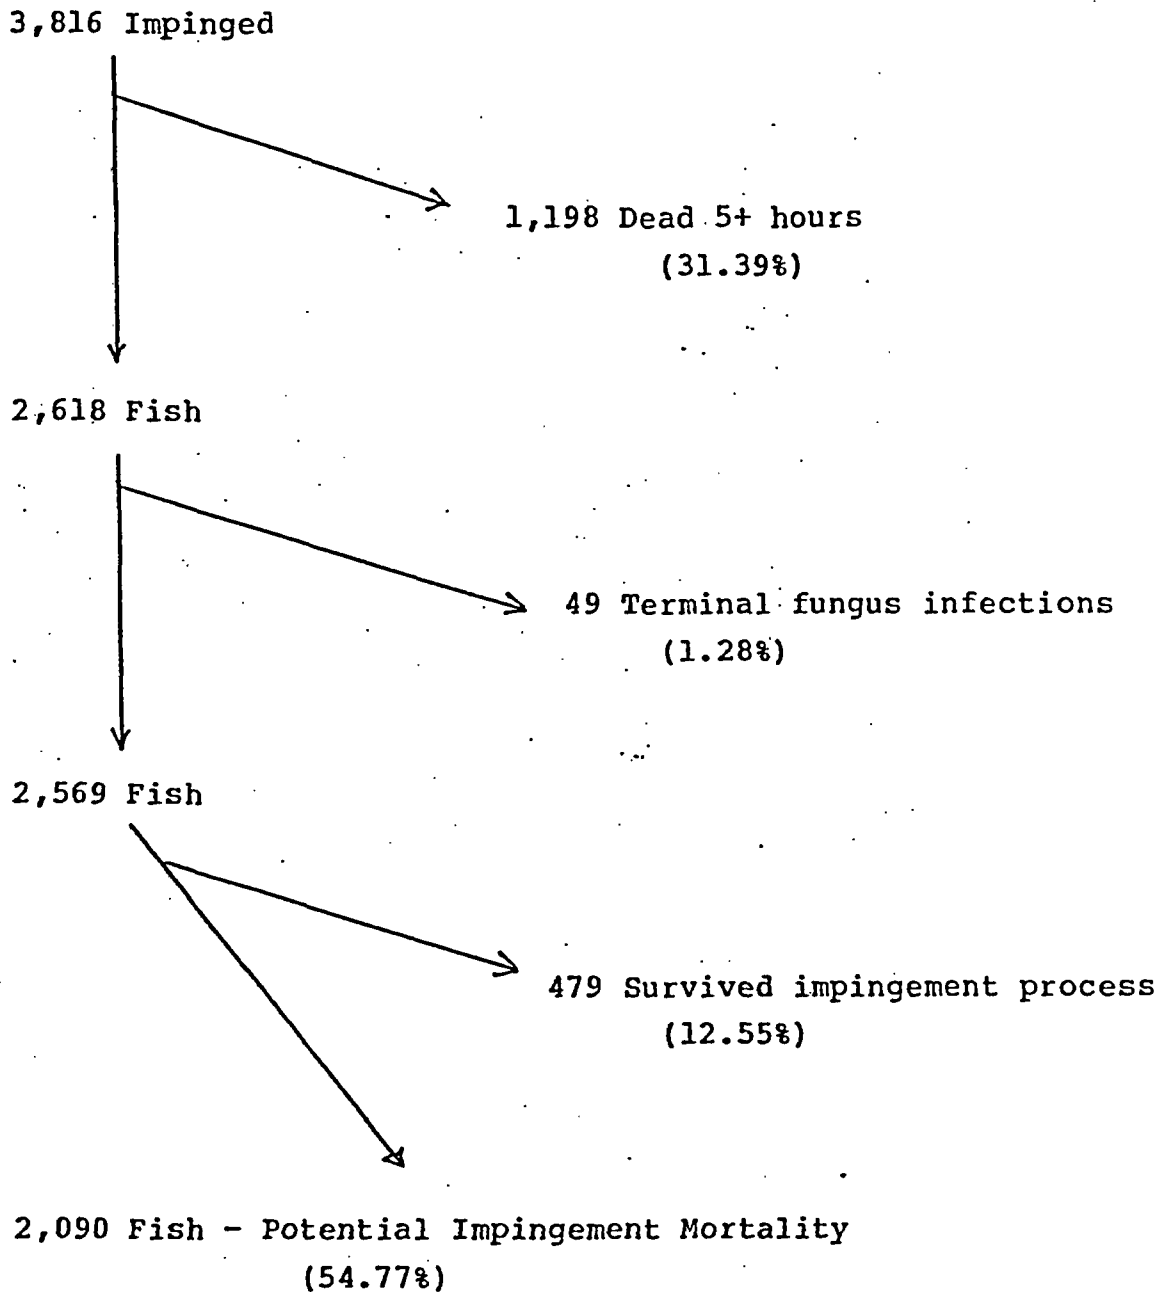 3,816 Impinged
1,198 Dead 5+ hours
(31.39%)
2,618 Fish
49 Terminal fungus infections
(1.28%)
2,569 Fish
479 Survived impingement process
(12.55%)
2,090 Fish - Potential Impingement Mortality
(54.77%)